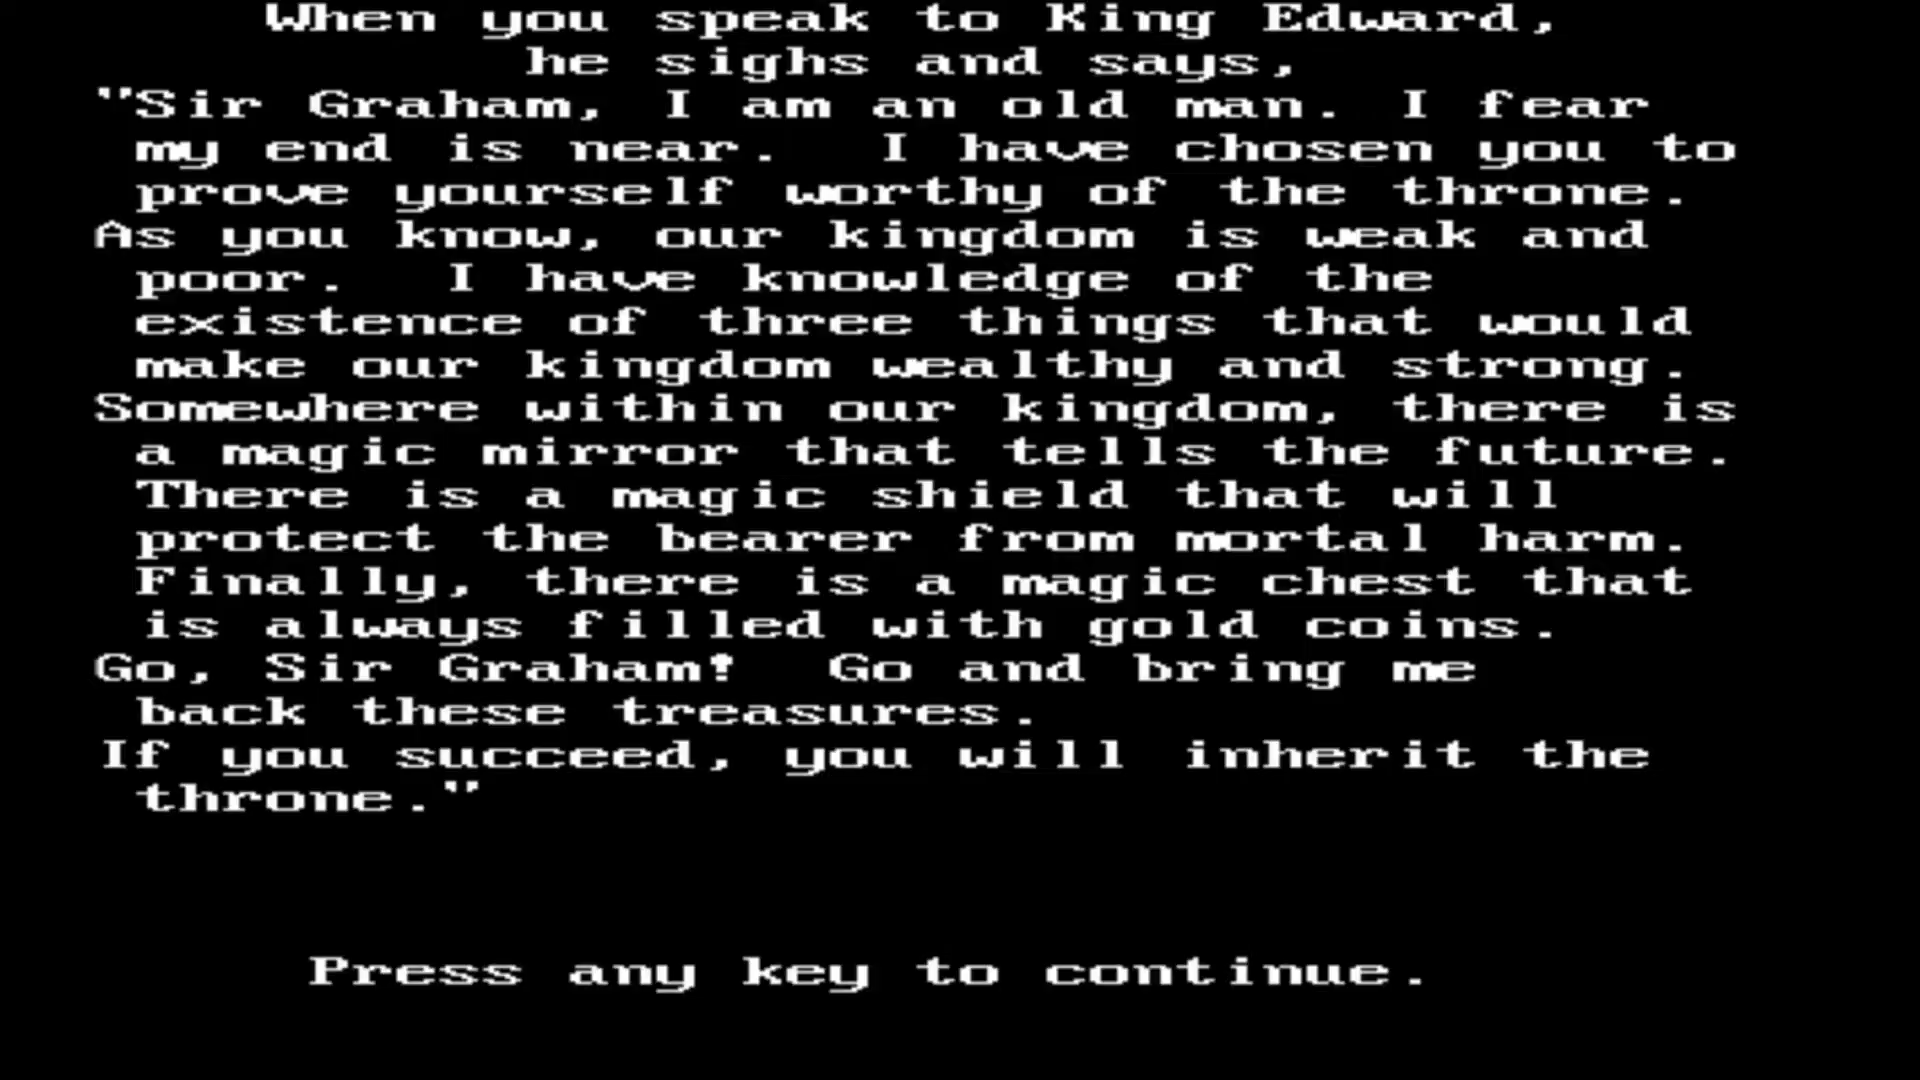 When you speak to King Edward,
he sighs and says,
"Sir Graham, I am an old man. I fear
my end is near.  I have chosen you to
prove yourself worthy of the throne.
As you know, our kingdom is weak and
poor.  I have knowledge of the
existence of three things that would
make our kingdom wealthy and strong.
Somewhere within our kingdom, there is
a magic mirror that tells the future.
There is a magic shield that will
protect the bearer from mortal harm.
Finally, there is a magic chest that
is always filled with gold coins.
Go, Sir Graham!  Go and bring me
back these treasures.
If you succeed, you will inherit the
throne."
Press any key to continue.